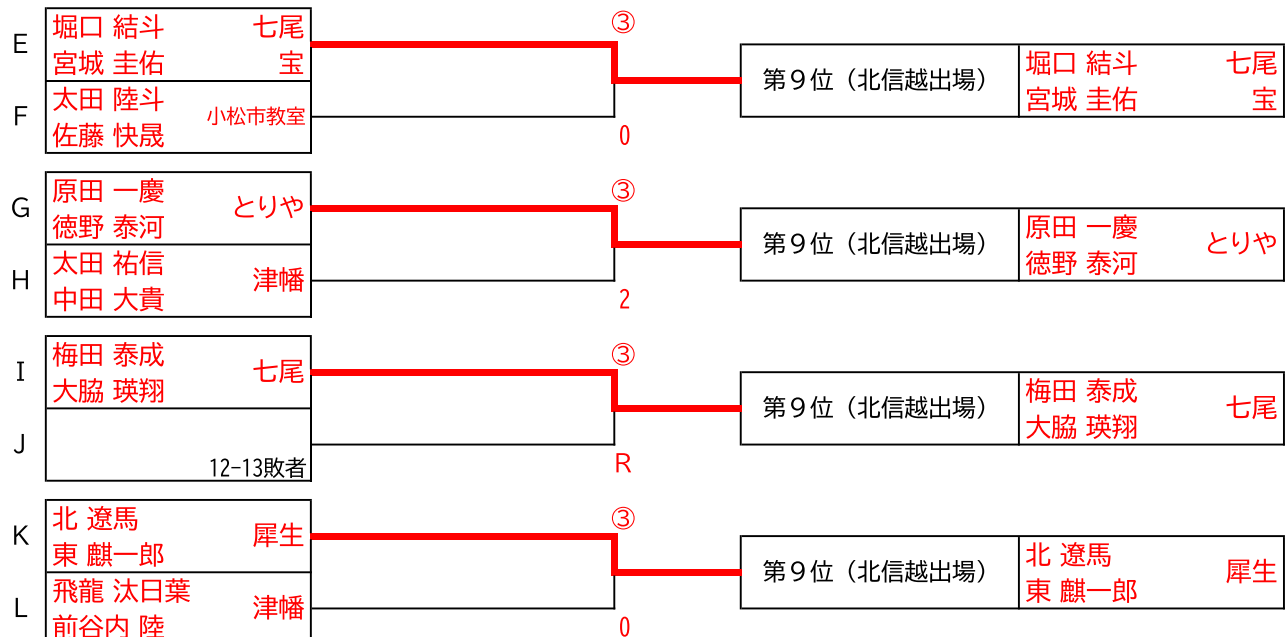 E
堀口 結斗 七尾
宮城 圭佑 宝
③
第９位（北信越出場）
堀口 結斗 七尾
宮城 圭佑 宝
F
太田 陸斗
佐藤 快晟
小松市教室
0
G
原田 一慶
徳野 泰河
とりや
③
第９位（北信越出場）
原田 一慶
徳野 泰河
とりや
H
太田 祐信
中田 大貴
津幡
2
I
梅田 泰成
大脇 瑛翔
七尾
③
第９位（北信越出場）
梅田 泰成
大脇 瑛翔
七尾
J
12-13敗者
R
K
北 遼馬
東 麒一郎
犀生
③
第９位（北信越出場）
北 遼馬
東 麒一郎
犀生
L
飛龍 汰日葉
前谷内 陸
津幡
0